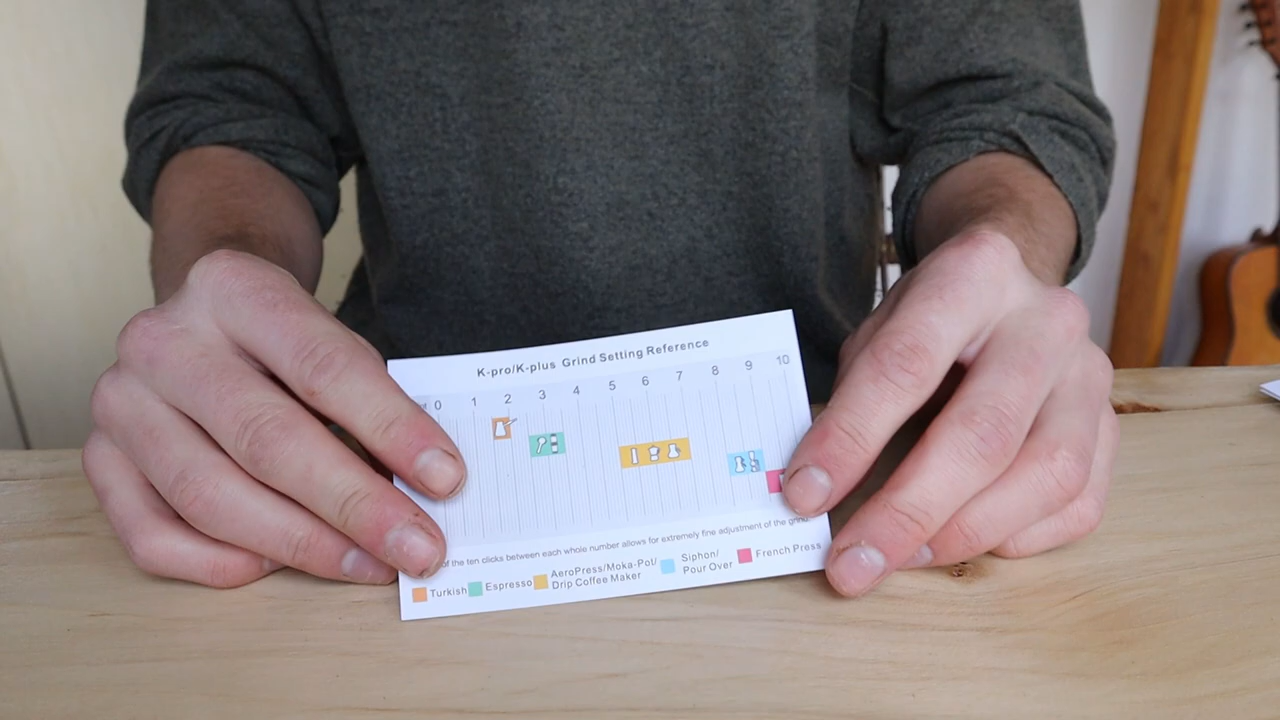 K-pro/K-plus Grind Setting Reference
0 1 2 3 4 5 6 7 8 9 10
of the ten clicks between each whole number allows for extremely fine adjustment of the grind.
Turkish
Espresso
AeroPress/Moka-Pot/
Drip Coffee Maker
Siphon/
Pour Over
French Press